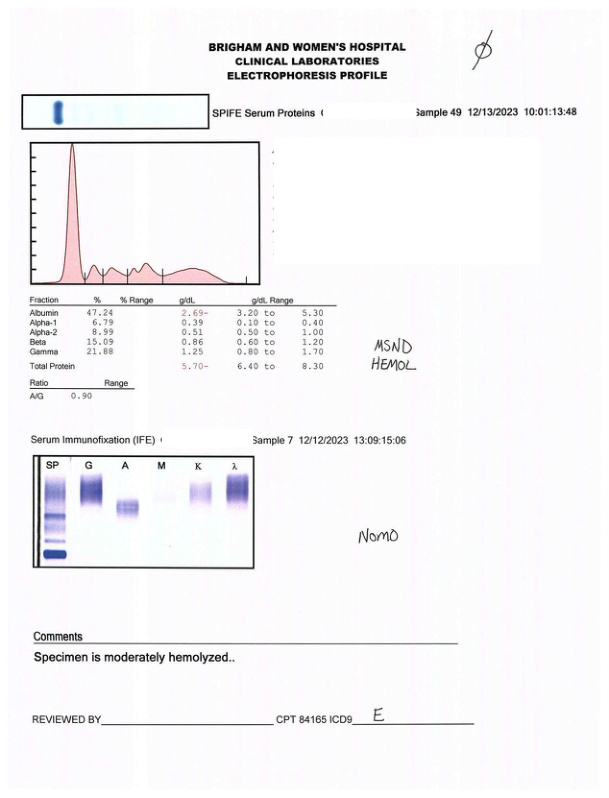 BRIGHAM AND WOMEN'S HOSPITAL
CLINICAL LABORATORIES
ELECTROPHORESIS PROFILE
SPIFE Serum Proteins ( Sample 49 12/13/2023 10:01:13:48
Fraction % % Range g/dL g/dL Range
Albumin 47.24 2.69- 3.20 to 5.30
Alpha-1 6.79 0.39 0.10 to 0.40
Alpha-2 8.99 0.51 0.50 to 1.00
Beta 15.09 0.86 0.60 to 1.20
Gamma 21.88 1.25 0.80 to 1.70
Total Protein 5.70- 6.40 to 8.30
MSND
HEMOL
Ratio Range
A/G 0.90
Serum Immunofixation (IFE) ( Sample 7 12/12/2023 13:09:15:06
SP G A M K λ
NOMO
Comments
Specimen is moderately hemolyzed..
REVIEWED BY CPT 84165 ICD9 E